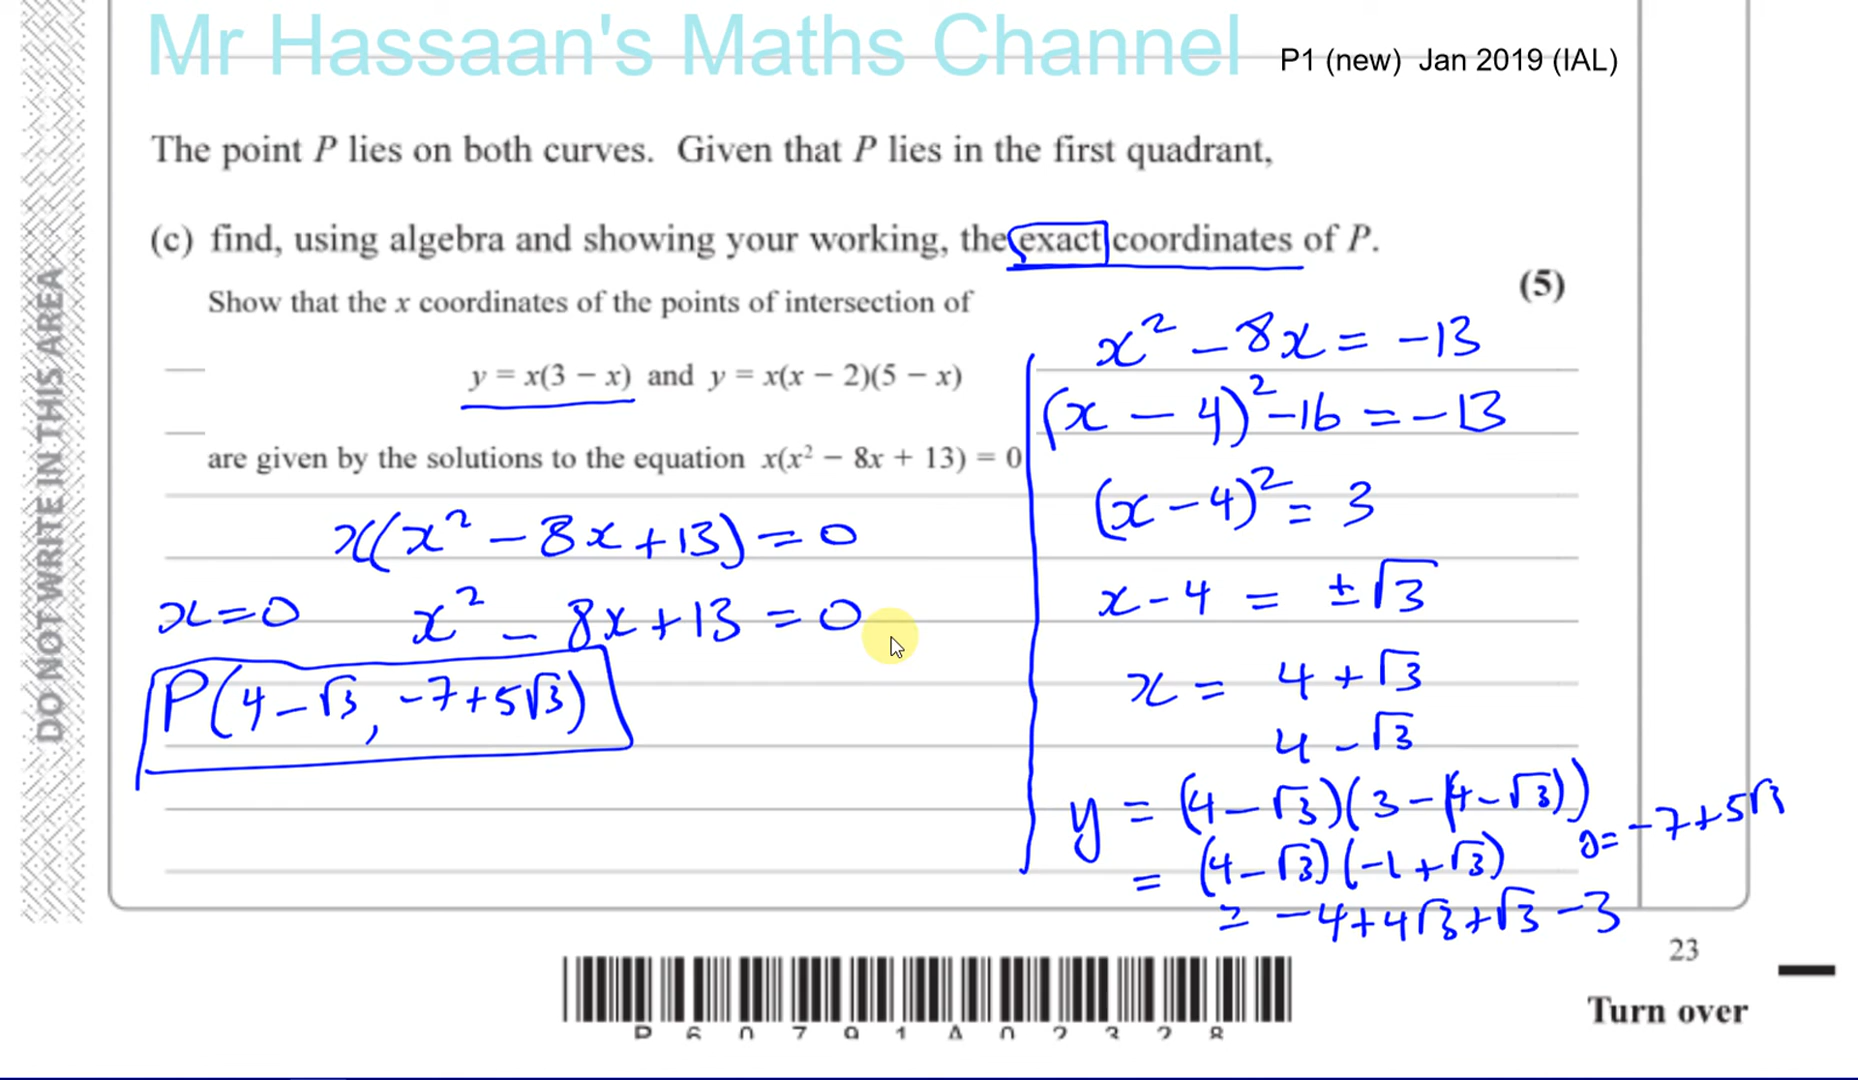 Mr Hassaan's Maths Channel
P1 (new) Jan 2019 (IAL)
The point P lies on both curves. Given that P lies in the first quadrant,
(c) find, using algebra and showing your working, the exact coordinates of P.
(5)
Show that the x coordinates of the points of intersection of
y = x(3 − x) and y = x(x − 2)(5 − x)
are given by the solutions to the equation x(x² − 8x + 13) = 0
x(x² − 8x + 13) = 0
x = 0 x² − 8x + 13 = 0
P(4 − √3, −7 + 5√3)
x² − 8x = −13
(x − 4)² − 16 = −13
(x − 4)² = 3
x − 4 = ±√3
x = 4 + √3
4 − √3
y = (4 − √3)(3 − (4 − √3))
= (4 − √3)(−1 + √3)
= −4 + 4√3 + √3 − 3
= −7 + 5√3
DO NOT WRITE IN THIS AREA
23
Turn over